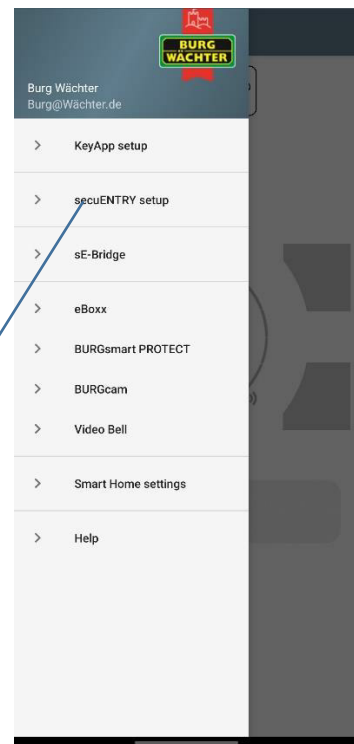 BURG
WÄCHTER
Burg Wächter
Burg@Wächter.de
KeyApp setup
secuENTRY setup
sE-Bridge
eBoxx
BURGsmart PROTECT
BURGcam
Video Bell
Smart Home settings
Help